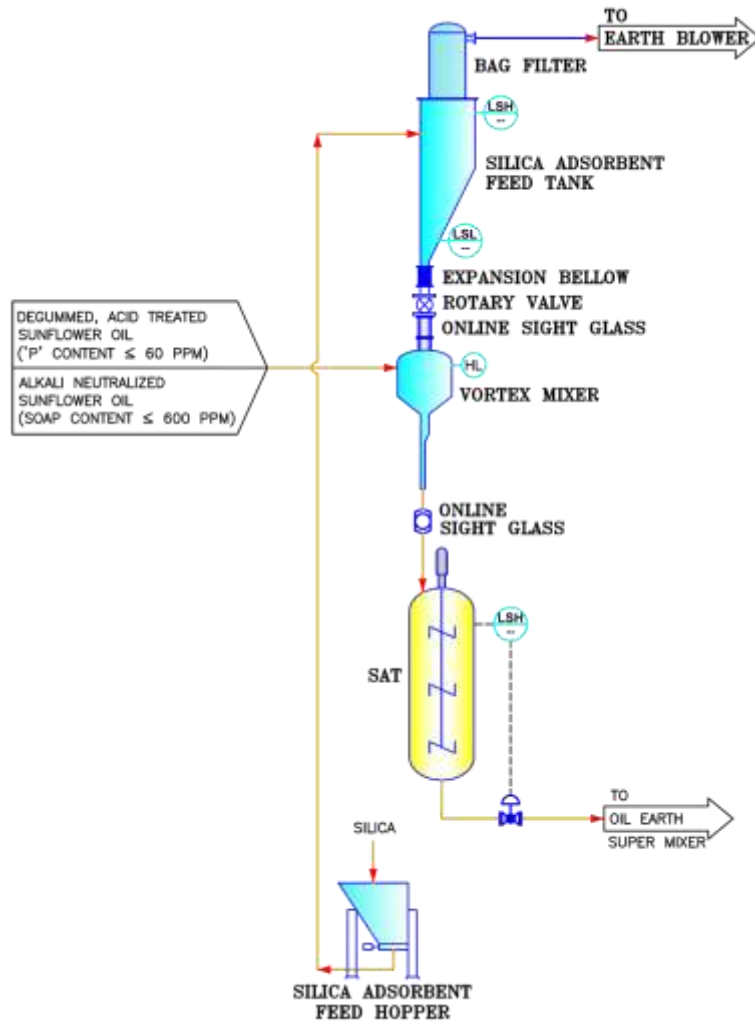 TO
EARTH BLOWER
BAG FILTER
LSH
--
SILICA ADSORBENT
FEED TANK
LSL
--
EXPANSION BELLOW
ROTARY VALVE
ONLINE SIGHT GLASS
DEGUMMED, ACID TREATED
SUNFLOWER OIL
('P' CONTENT ≤ 60 PPM)
ALKALI NEUTRALIZED
SUNFLOWER OIL
(SOAP CONTENT ≤ 600 PPM)
HL
VORTEX MIXER
ONLINE
SIGHT GLASS
LSH
--
SAT
TO
OIL EARTH
SUPER MIXER
SILICA
SILICA ADSORBENT
FEED HOPPER